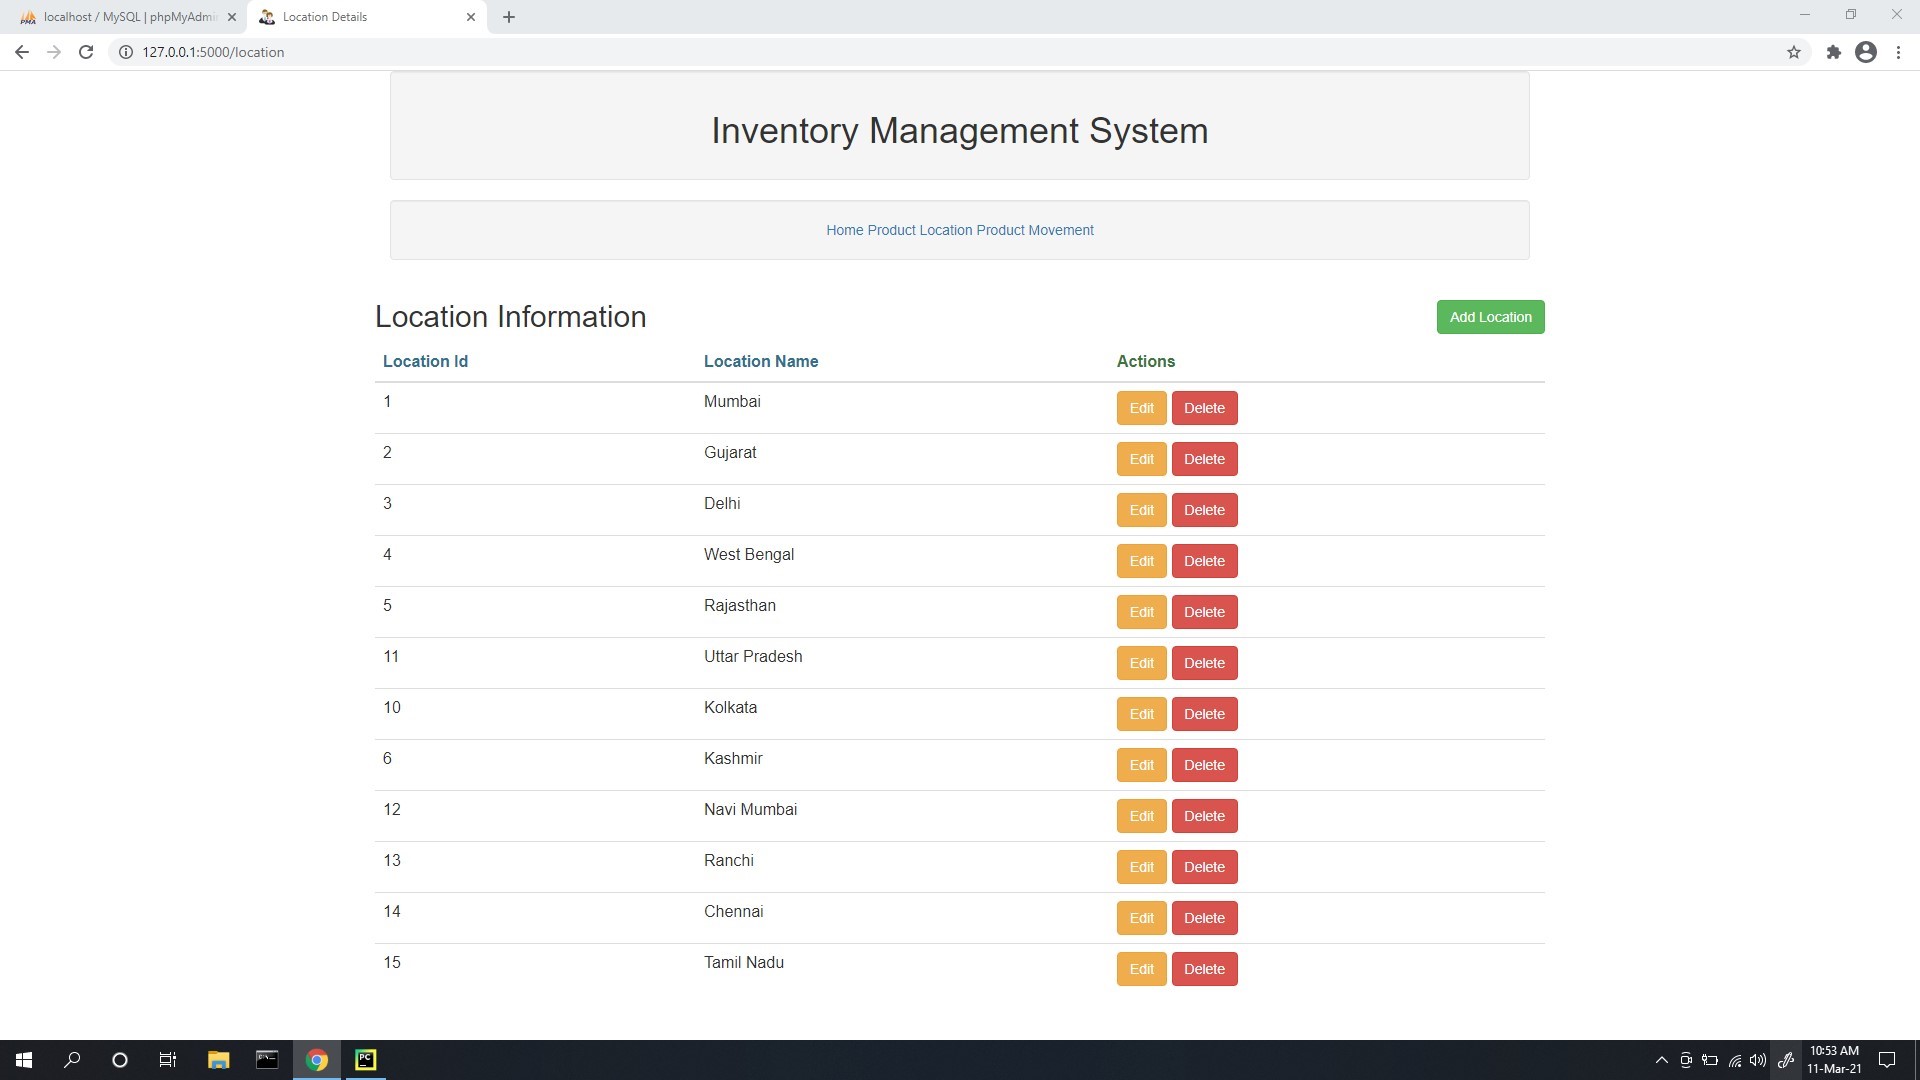 localhost / MySQL | phpMyAdmin
Location Details
127.0.0.1:5000/location
Inventory Management System
Home Product Location Product Movement
Location Information
Add Location
Location Id Location Name Actions
1 Mumbai Edit Delete
2 Gujarat Edit Delete
3 Delhi Edit Delete
4 West Bengal Edit Delete
5 Rajasthan Edit Delete
11 Uttar Pradesh Edit Delete
10 Kolkata Edit Delete
6 Kashmir Edit Delete
12 Navi Mumbai Edit Delete
13 Ranchi Edit Delete
14 Chennai Edit Delete
15 Tamil Nadu Edit Delete
PC
10:53 AM
11-Mar-21